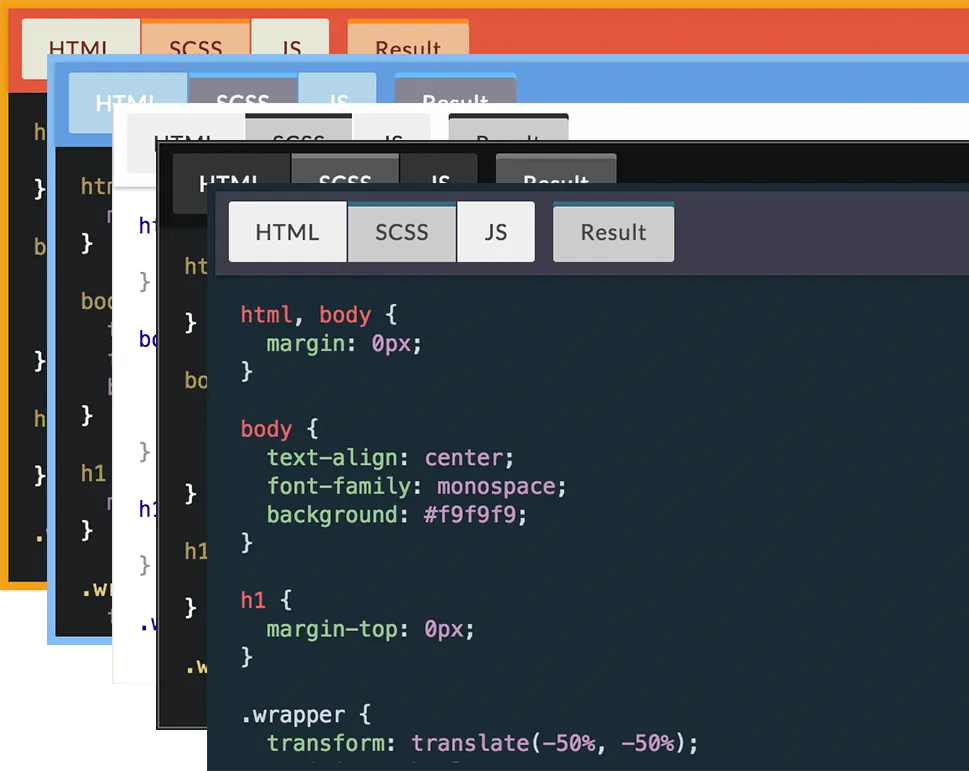 HTML SCSS JS Result
HTML SCSS JS Result
HTML SCSS JS Result
HTML SCSS JS Result
HTML SCSS JS Result
html, body {
margin: 0px;
}
body {
text-align: center;
font-family: monospace;
background: #f9f9f9;
}
h1 {
margin-top: 0px;
}
.wrapper {
transform: translate(-50%, -50%);
h1
}